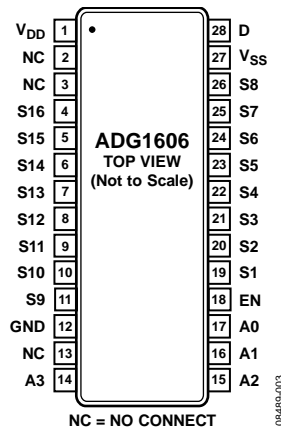 VDD 1 28 D
NC 2 27 VSS
NC 3 26 S8
S16 4 25 S7
S15 5 24 S6
S14 6 23 S5
S13 7 22 S4
S12 8 21 S3
S11 9 20 S2
S10 10 19 S1
S9 11 18 EN
GND 12 17 A0
NC 13 16 A1
A3 14 15 A2
ADG1606
TOP VIEW
(Not to Scale)
NC = NO CONNECT
08489-003